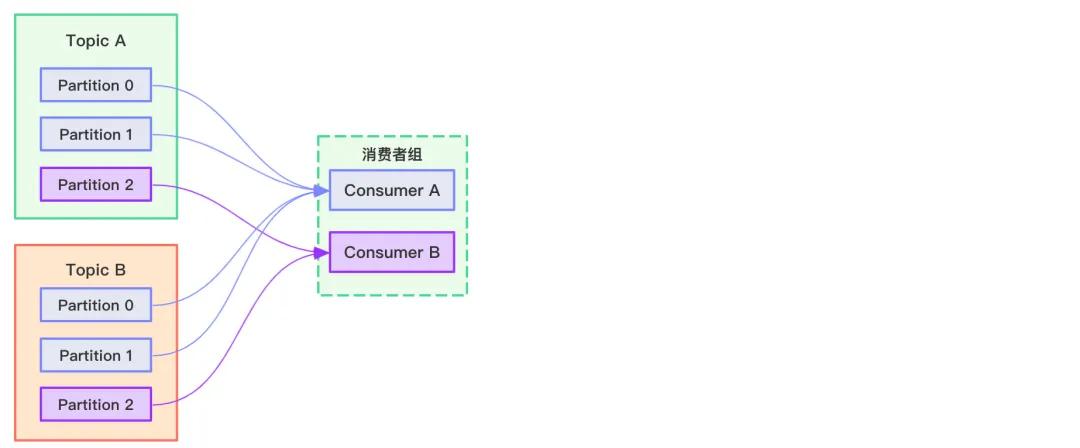 Topic A
Partition 0
Partition 1
Partition 2
消费者组
Consumer A
Consumer B
Topic B
Partition 0
Partition 1
Partition 2